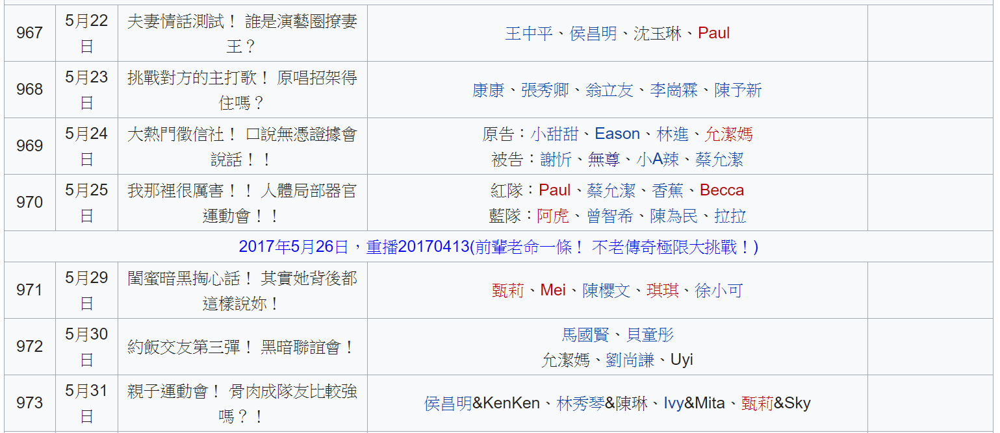 967
5月22
日
夫妻情話測試！ 誰是演藝圈撩妻
王？
王中平、侯昌明、沈玉琳、Paul
968
5月23
日
挑戰對方的主打歌！ 原唱招架得
住嗎？
康康、張秀卿、翁立友、李崗霖、陳予新
969
5月24
日
大熱門徵信社！ 口說無憑證據會
說話！！
原告：小甜甜、Eason、林進、允潔媽
被告：謝忻、無尊、小A辣、蔡允潔
970
5月25
日
我那裡很厲害！！ 人體局部器官
運動會！！
紅隊：Paul、蔡允潔、香蕉、Becca
藍隊：阿虎、曾智希、陳為民、拉拉
2017年5月26日，重播20170413(前輩老命一條！ 不老傳奇極限大挑戰！)
971
5月29
日
閨蜜暗黑掏心話！ 其實她背後都
這樣說妳！
甄莉、Mei、陳櫻文、琪琪、徐小可
972
5月30
日
約飯交友第三彈！ 黑暗聯誼會！
馬國賢、貝童彤
允潔媽、劉尚謙、Uyi
973
5月31
日
親子運動會！ 骨肉成隊友比較強
嗎？！
侯昌明&KenKen、林秀琴&陳琳、Ivy&Mita、甄莉&Sky